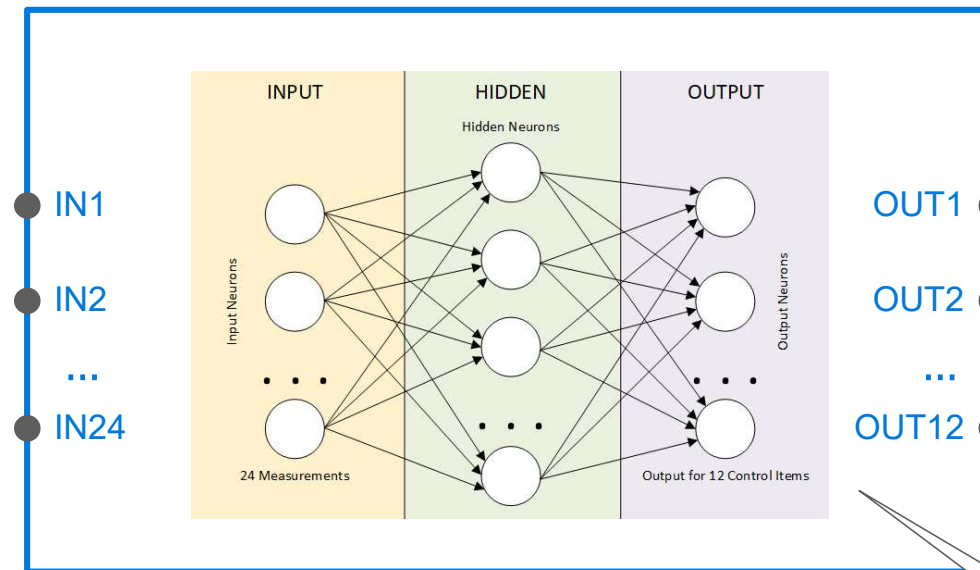 INPUT
HIDDEN
OUTPUT
Hidden Neurons
IN1
IN2
...
IN24
Input Neurons
. . .
24 Measurements
. . .
Output Neurons
. . .
Output for 12 Control Items
OUT1
OUT2
...
OUT12